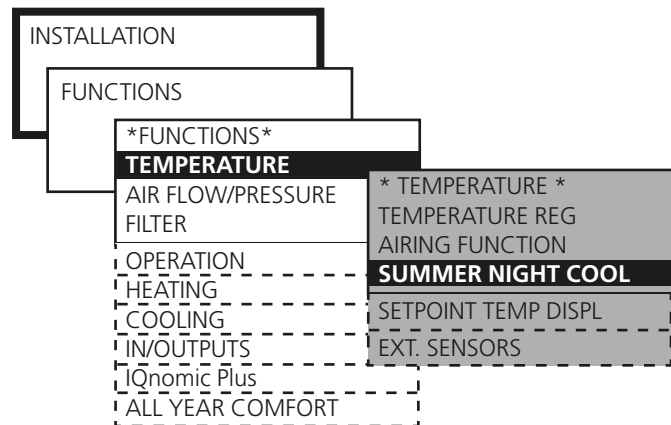 INSTALLATION
FUNCTIONS
*FUNCTIONS*
TEMPERATURE
AIR FLOW/PRESSURE
FILTER
OPERATION
HEATING
COOLING
IN/OUTPUTS
IQnomic Plus
ALL YEAR COMFORT
* TEMPERATURE *
TEMPERATURE REG
AIRING FUNCTION
SUMMER NIGHT COOL
SETPOINT TEMP DISPL
EXT. SENSORS